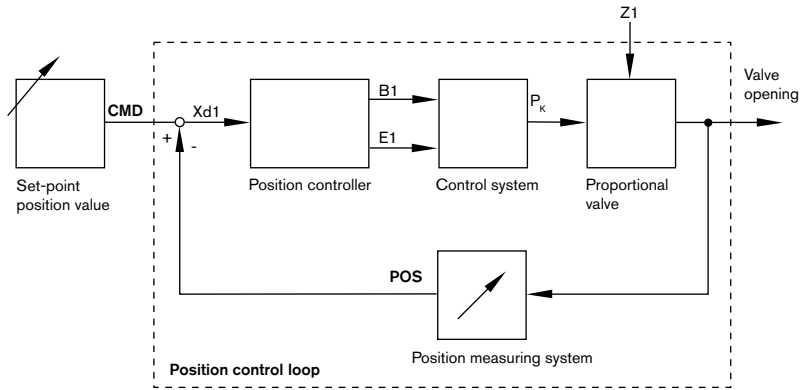 Z1
Valve
opening
CMD
Xd1
B1
E1
P K
+
-
Set-point
position value
Position controller
Control system
Proportional
valve
POS
Position measuring system
Position control loop